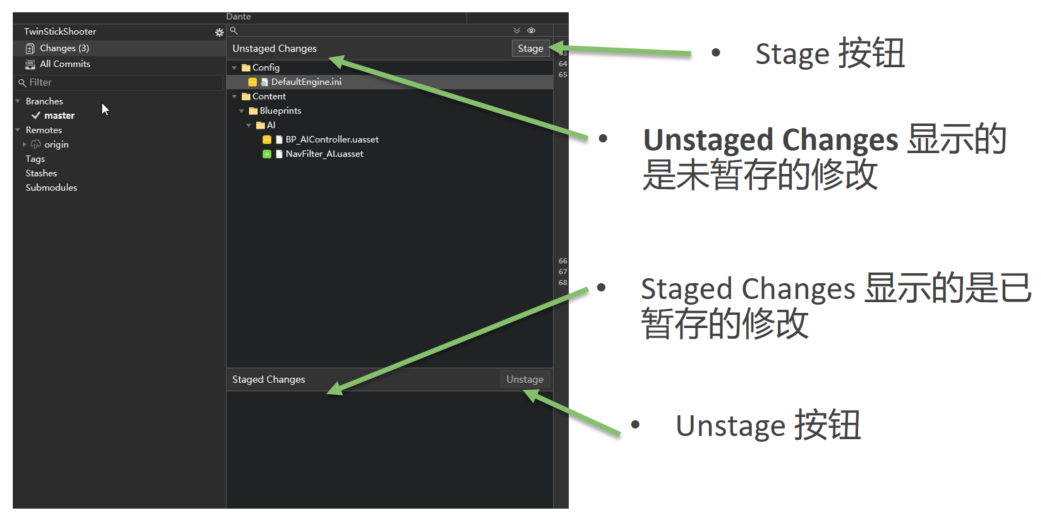 Dante
TwinStickShooter
Changes (3)
All Commits
Filter
Branches
master
Remotes
origin
Tags
Stashes
Submodules
Unstaged Changes
Stage
Config
DefaultEngine.ini
Content
Blueprints
AI
BP_AIController.uasset
NavFilter_AI.uasset
Staged Changes
Unstage
64
65
66
67
68
• Stage 按钮
• Unstaged Changes 显示的
是未暂存的修改
• Staged Changes 显示的是已
暂存的修改
• Unstage 按钮